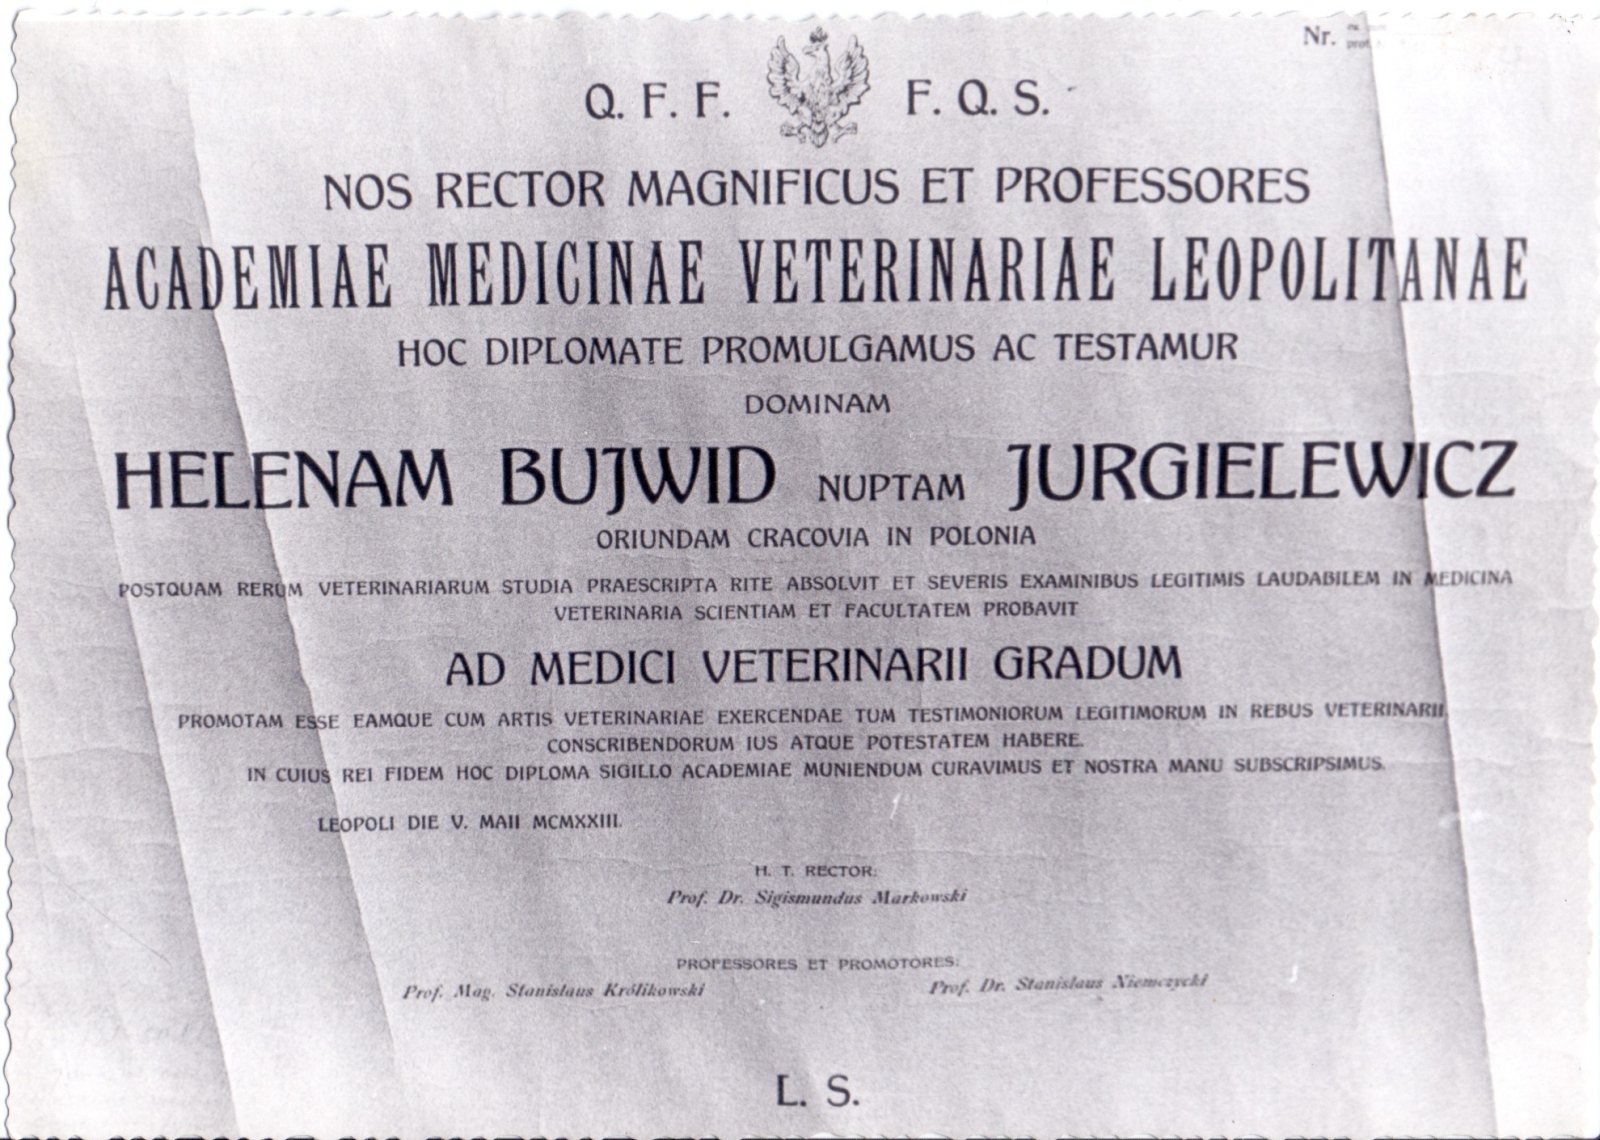 Nr.
Q. F. F. F. Q. S.
NOS RECTOR MAGNIFICUS ET PROFESSORES
ACADEMIAE MEDICINAE VETERINARIAE LEOPOLITANAE
HOC DIPLOMATE PROMULGAMUS AC TESTAMUR
DOMINAM
HELENAM BUJWID NUPTAM JURGIELEWICZ
ORIUNDAM CRACOVIA IN POLONIA
POSTQUAM RERUM VETERINARIARUM STUDIA PRAESCRIPTA RITE ABSOLVIT ET SEVERIS EXAMINIBUS LEGITIMIS LAUDABILEM IN MEDICINA
VETERINARIA SCIENTIAM ET FACULTATEM PROBAVIT
AD MEDICI VETERINARII GRADUM
PROMOTAM ESSE EAMQUE CUM ARTIS VETERINARIAE EXERCENDAE TUM TESTIMONIORUM LEGITIMORUM IN REBUS VETERINARII
CONSCRIBENDORUM IUS ATQUE POTESTATEM HABERE.
IN CUIUS REI FIDEM HOC DIPLOMA SIGILLO ACADEMIAE MUNIENDUM CURAVIMUS ET NOSTRA MANU SUBSCRIPSIMUS.
LEOPOLI DIE V. MAII MCMXXIII.
H. T. RECTOR:
Prof. Dr. Sigismundus Markowski
PROFESSORES ET PROMOTORES:
Prof. Mag. Stanislaus Królikowski Prof. Dr. Stanislaus Niemczycki
L. S.